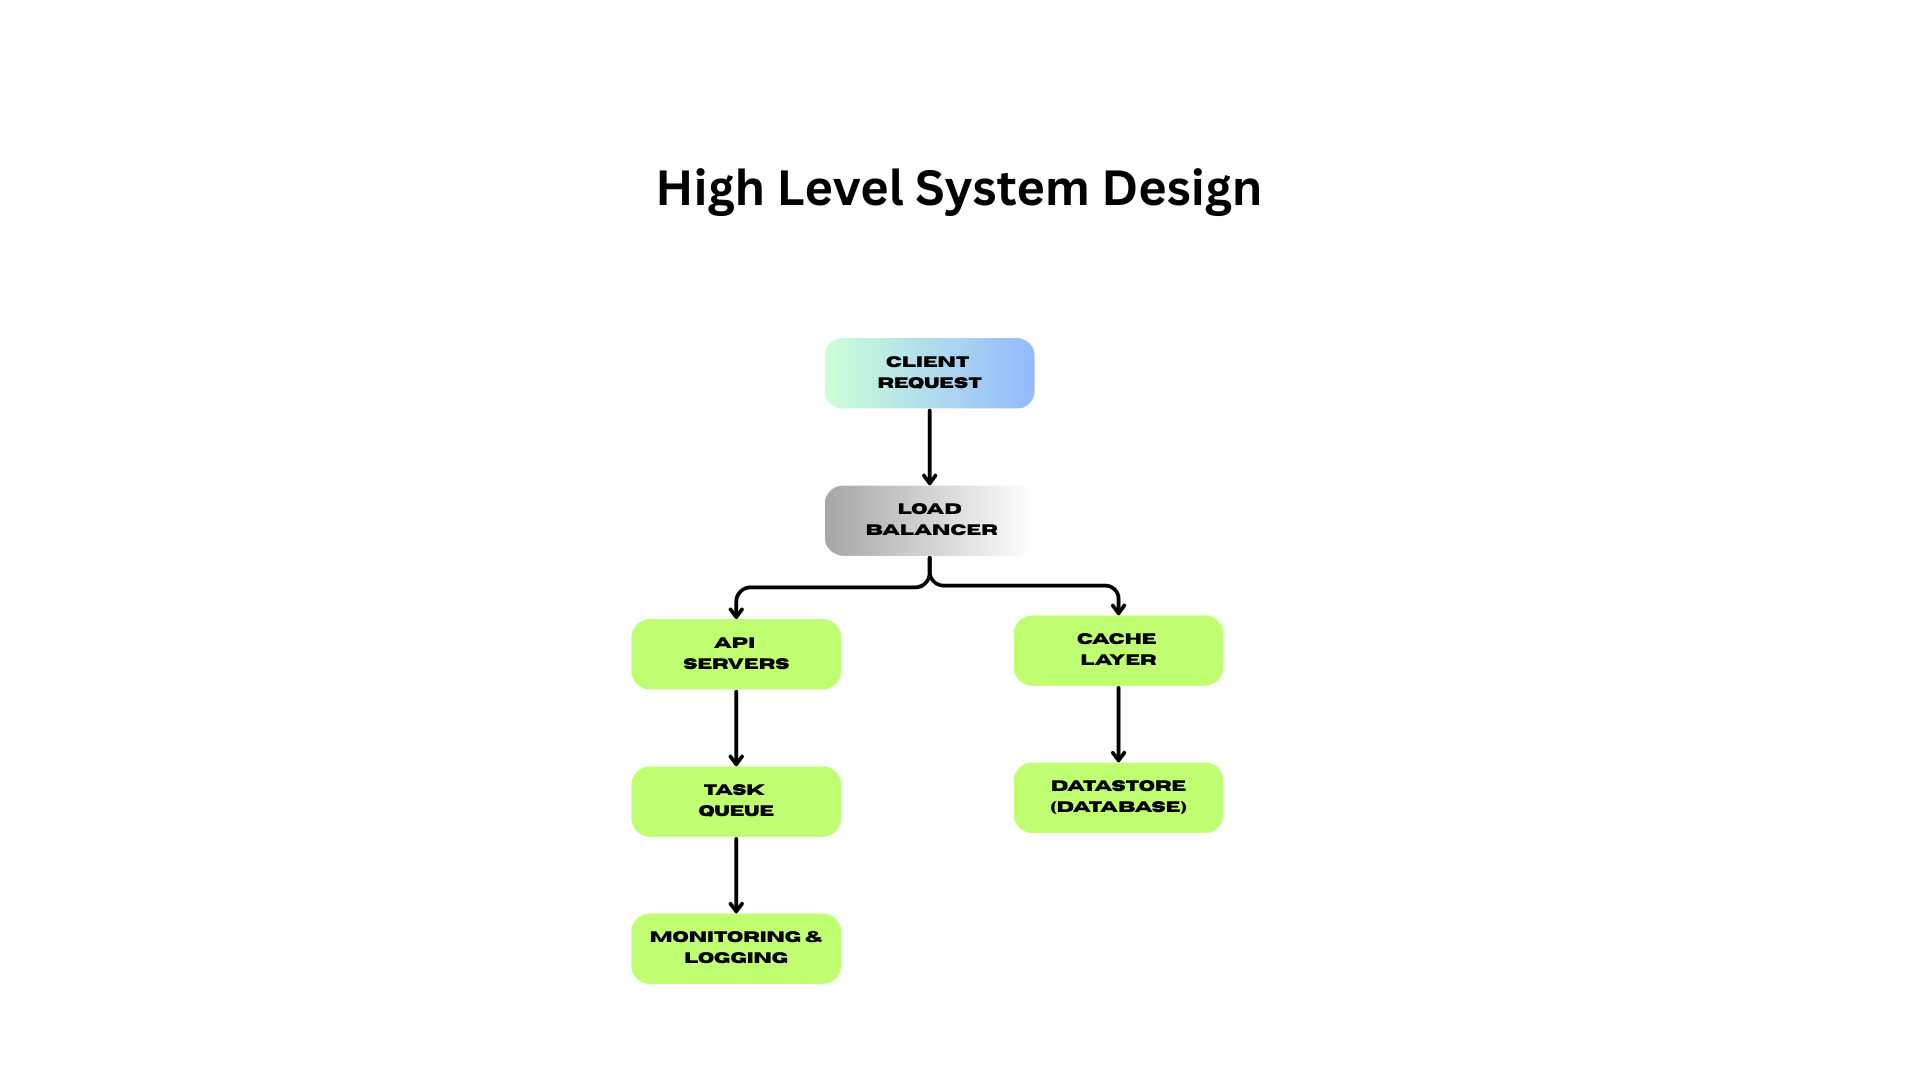 High Level System Design
CLIENT
REQUEST
LOAD
BALANCER
API
SERVERS
CACHE
LAYER
TASK
QUEUE
DATASTORE
(DATABASE)
MONITORING &
LOGGING